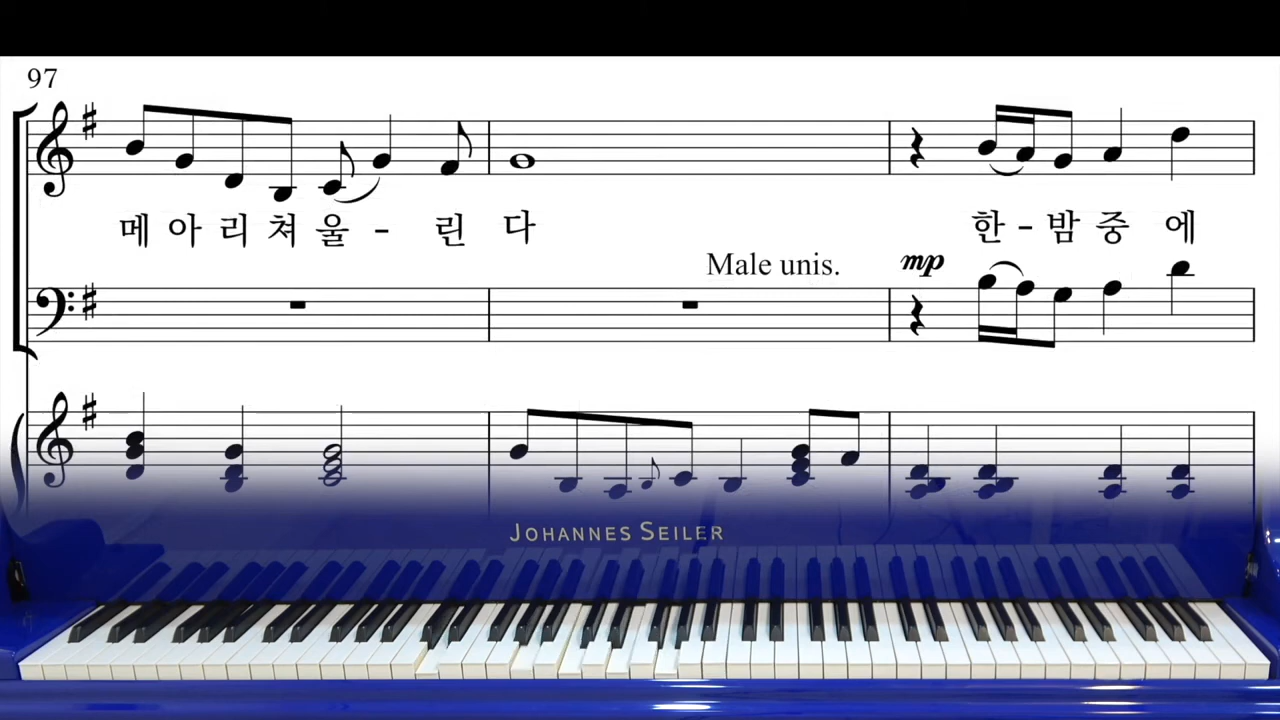 97
메 아 리 쳐 울 - 린 다 한 - 밤 중 에
Male unis. mp
JOHANNES SEILER